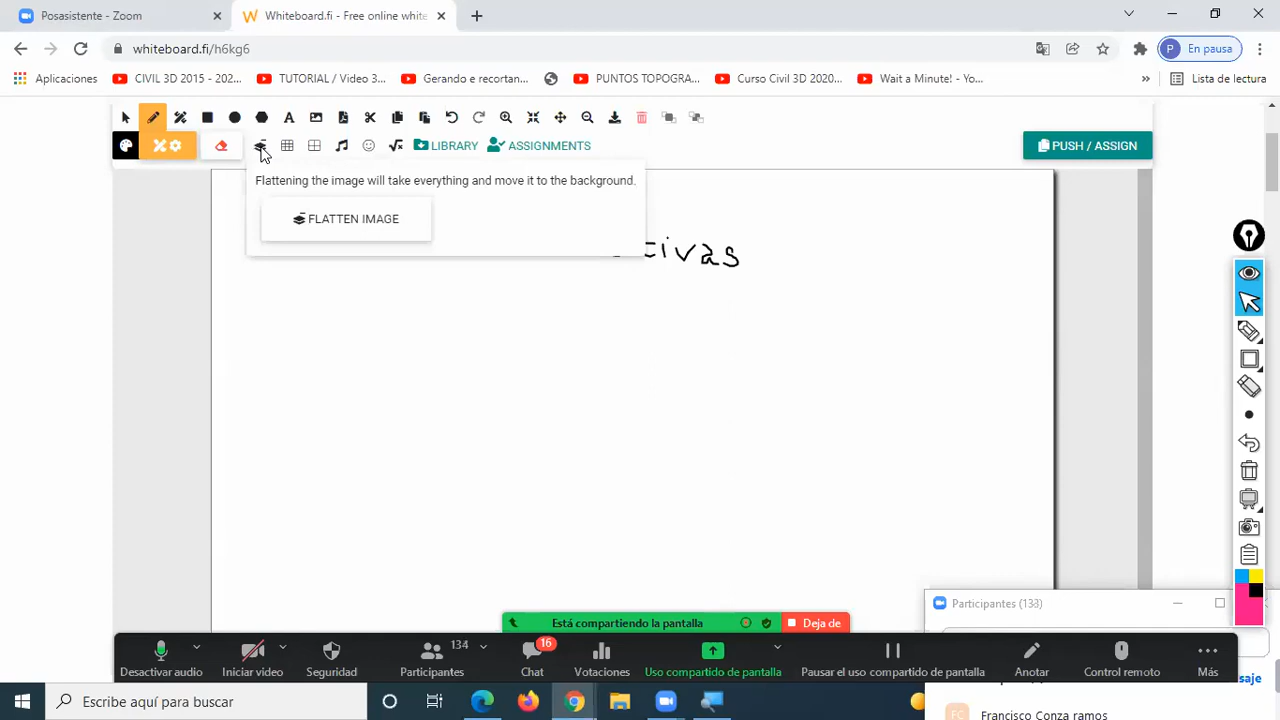 Posasistente - Zoom
Whiteboard.fi - Free online white
whiteboard.fi/h6kg6
P En pausa
Aplicaciones
CIVIL 3D 2015 - 202...
TUTORIAL / Video 3...
Gerando e recortan...
PUNTOS TOPOGRA...
Curso Civil 3D 2020...
Wait a Minute! - Yo...
»
Lista de lectura
LIBRARY
ASSIGNMENTS
PUSH / ASSIGN
Flattening the image will take everything and move it to the background.
FLATTEN IMAGE
tivas
Participantes (133)
Está compartiendo la pantalla
Deja de
Desactivar audio
Iniciar video
Seguridad
134
Participantes
16
Chat
Votaciones
Uso compartido de pantalla
Pausar el uso compartido de pantalla
Anotar
Control remoto
Más
saje
Escribe aquí para buscar
FC Francisco Conza ramos